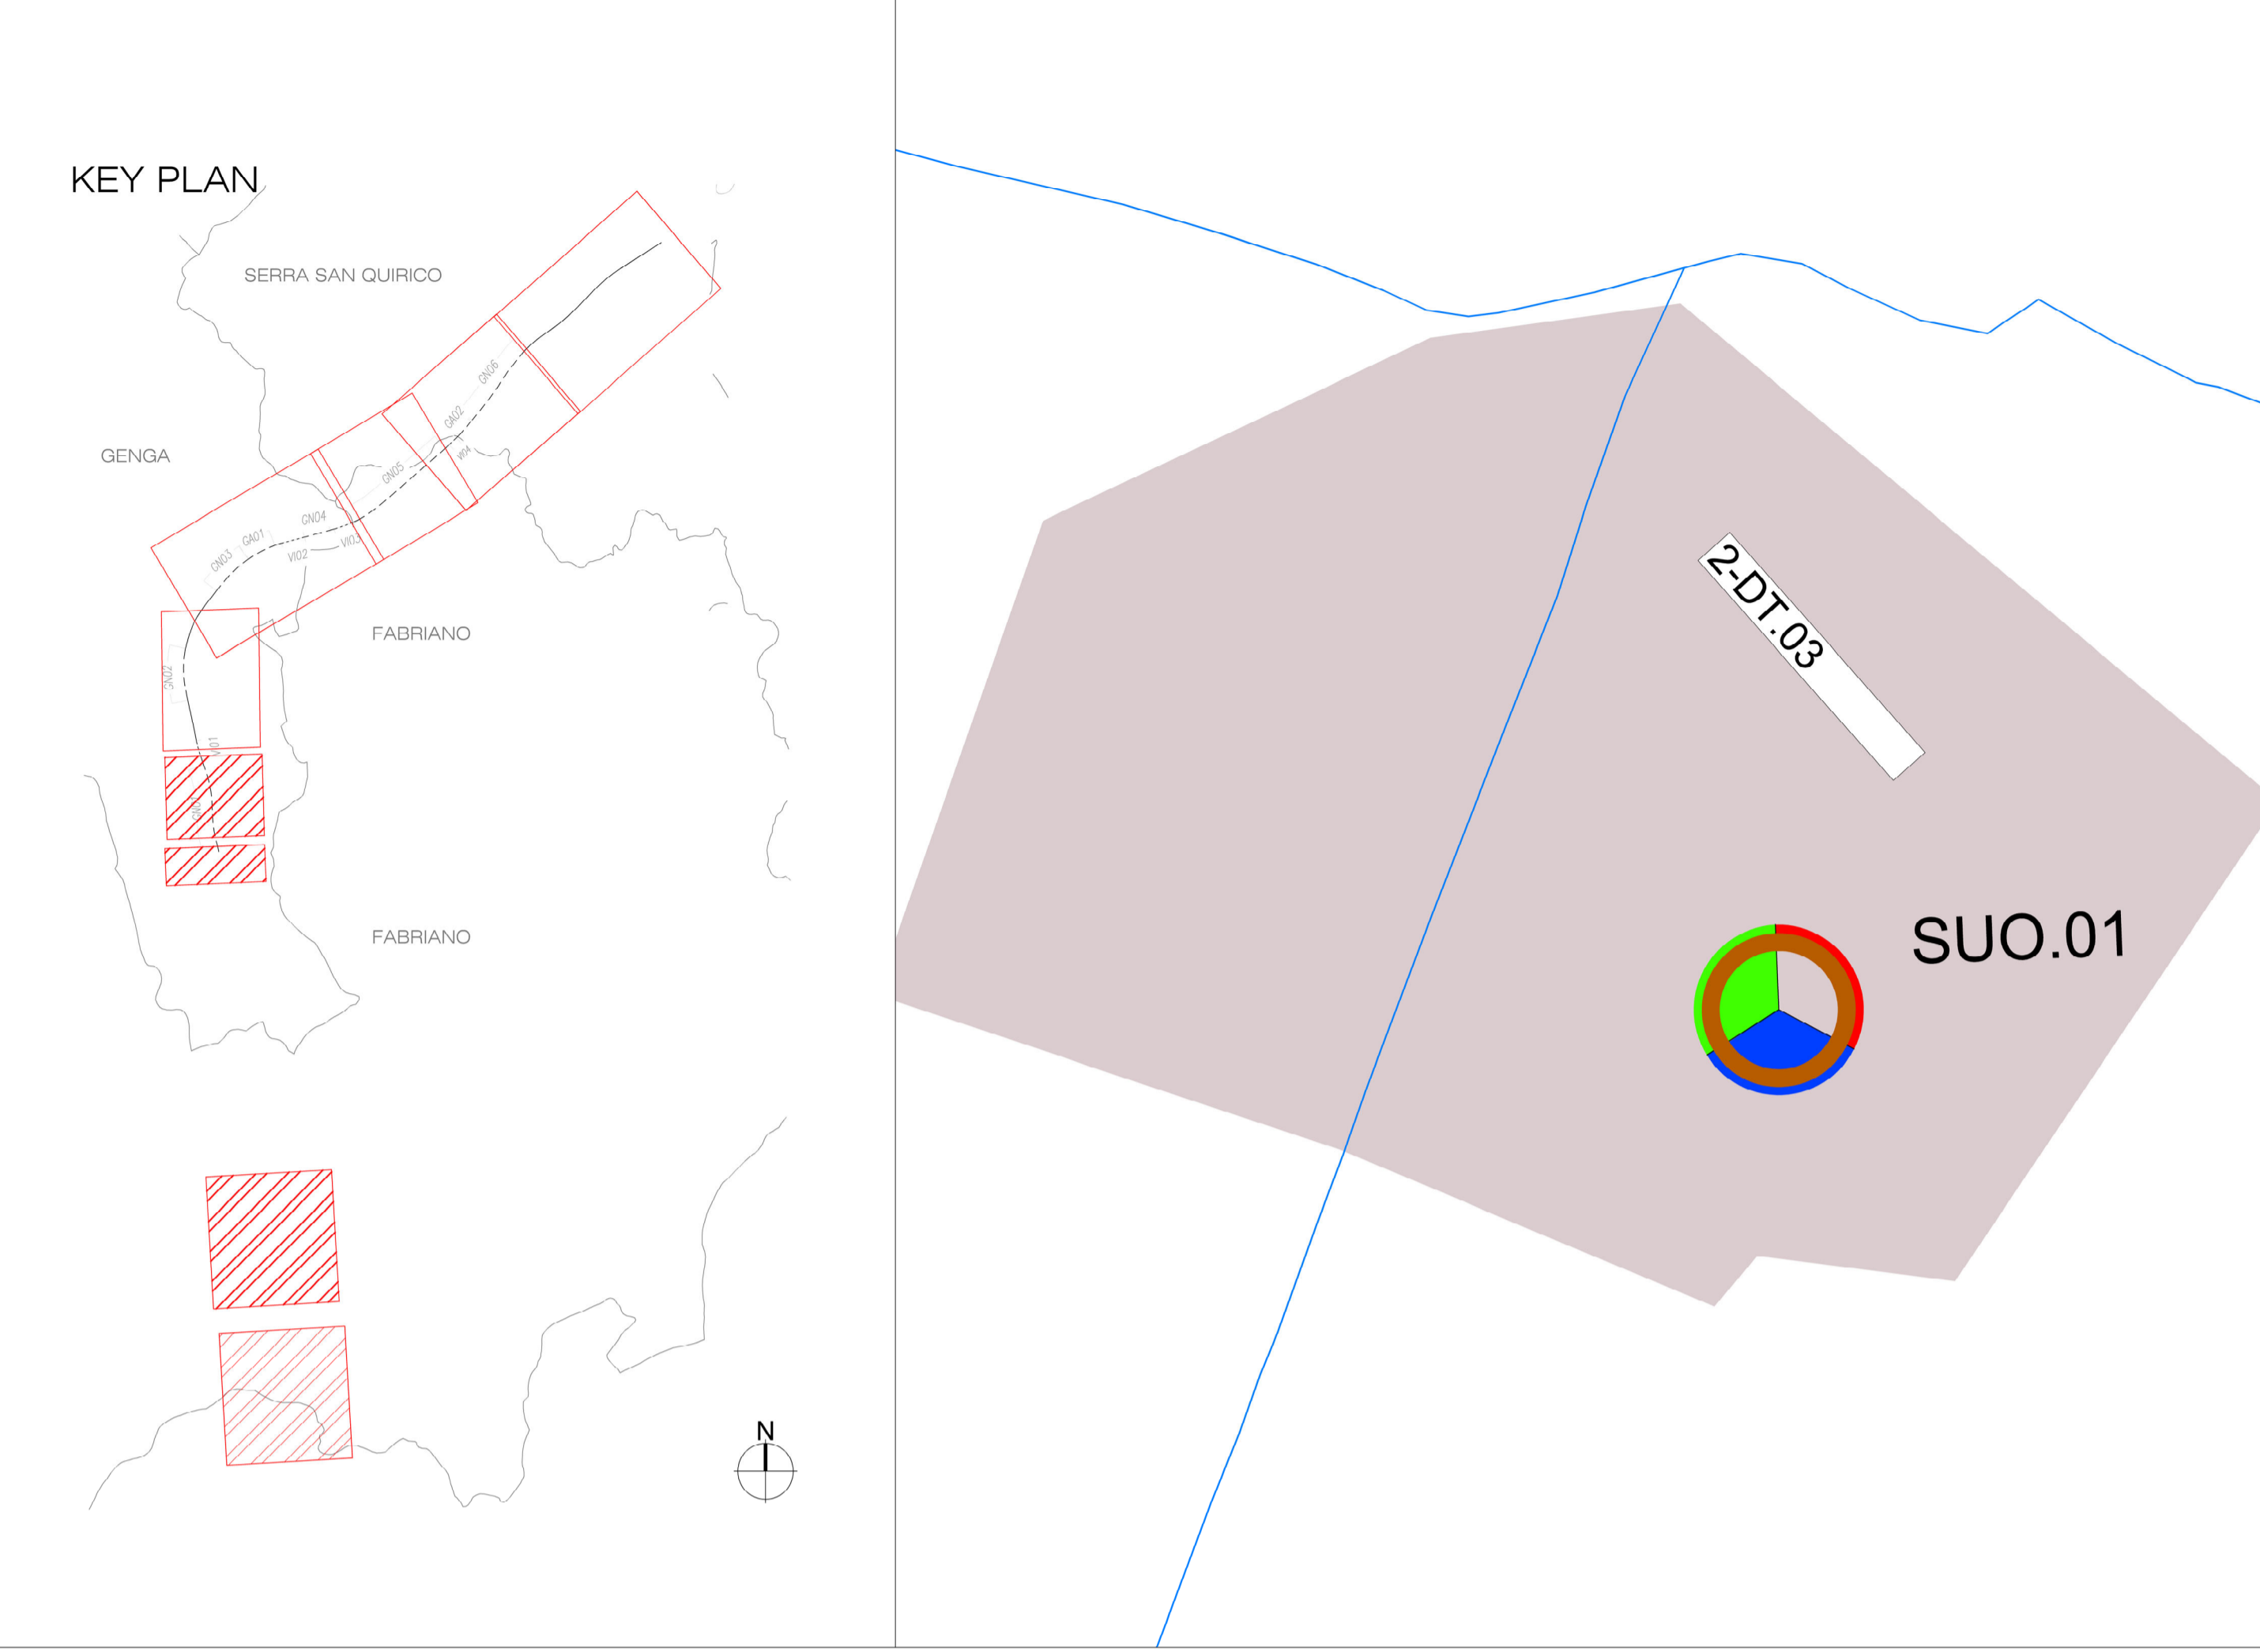 KEY PLAN
SERRA SAN QUIRICO
GN06
GA02
GENGA
VI04
GN05
GN04
GA01
VI03
GN03
VI02
FABRIANO
GN02
VI01
GN01
FABRIANO
N
2-DT.03
SUO.01